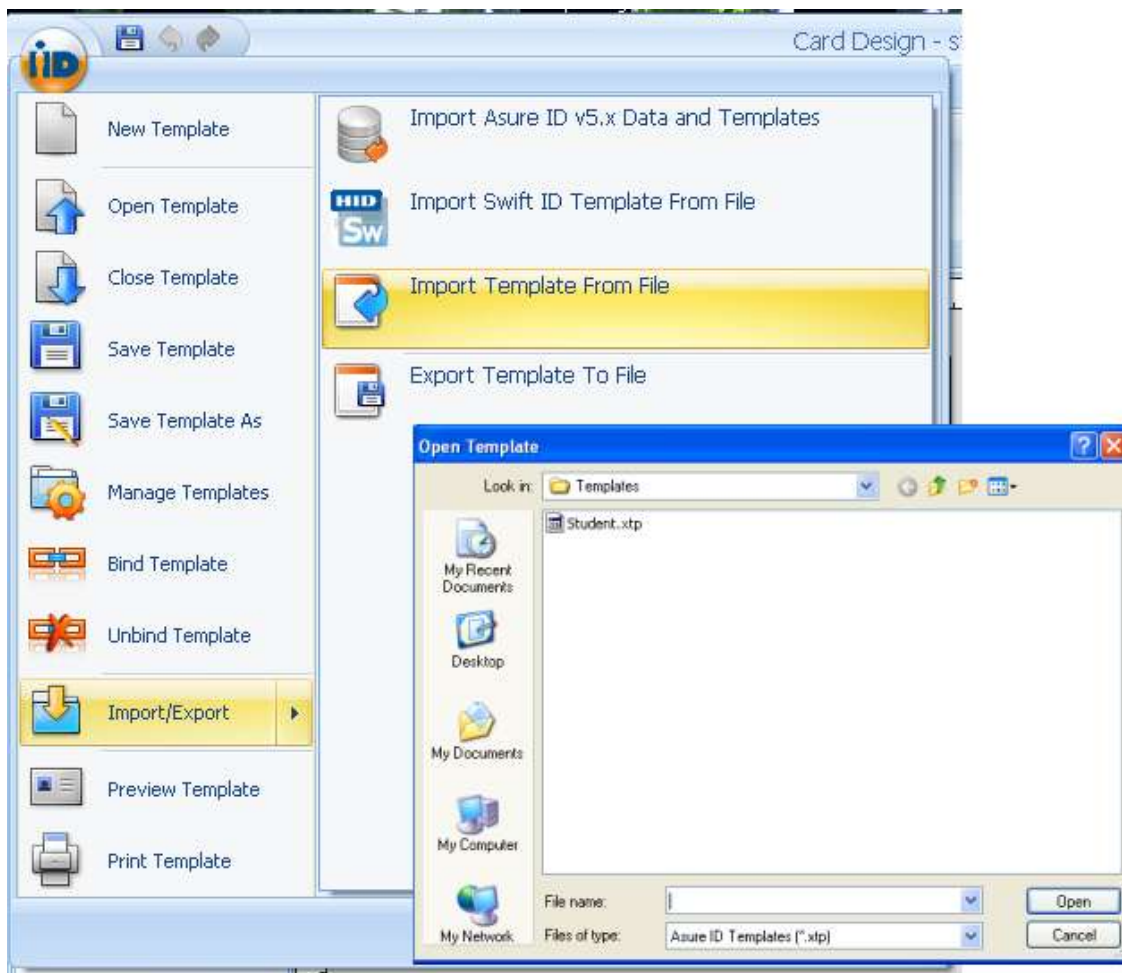 Card Design - s
iiD
New Template
Open Template
Close Template
Save Template
Save Template As
Manage Templates
Bind Template
Unbind Template
Import/Export
Preview Template
Print Template
Import Asure ID v5.x Data and Templates
HID
Sw
Import Swift ID Template From File
Import Template From File
Export Template To File
Open Template
Look in:
Templates
Student.xtp
My Recent
Documents
Desktop
My Documents
My Computer
My Network
File name:
Open
Files of type:
Asure ID Templates (*.xtp)
Cancel